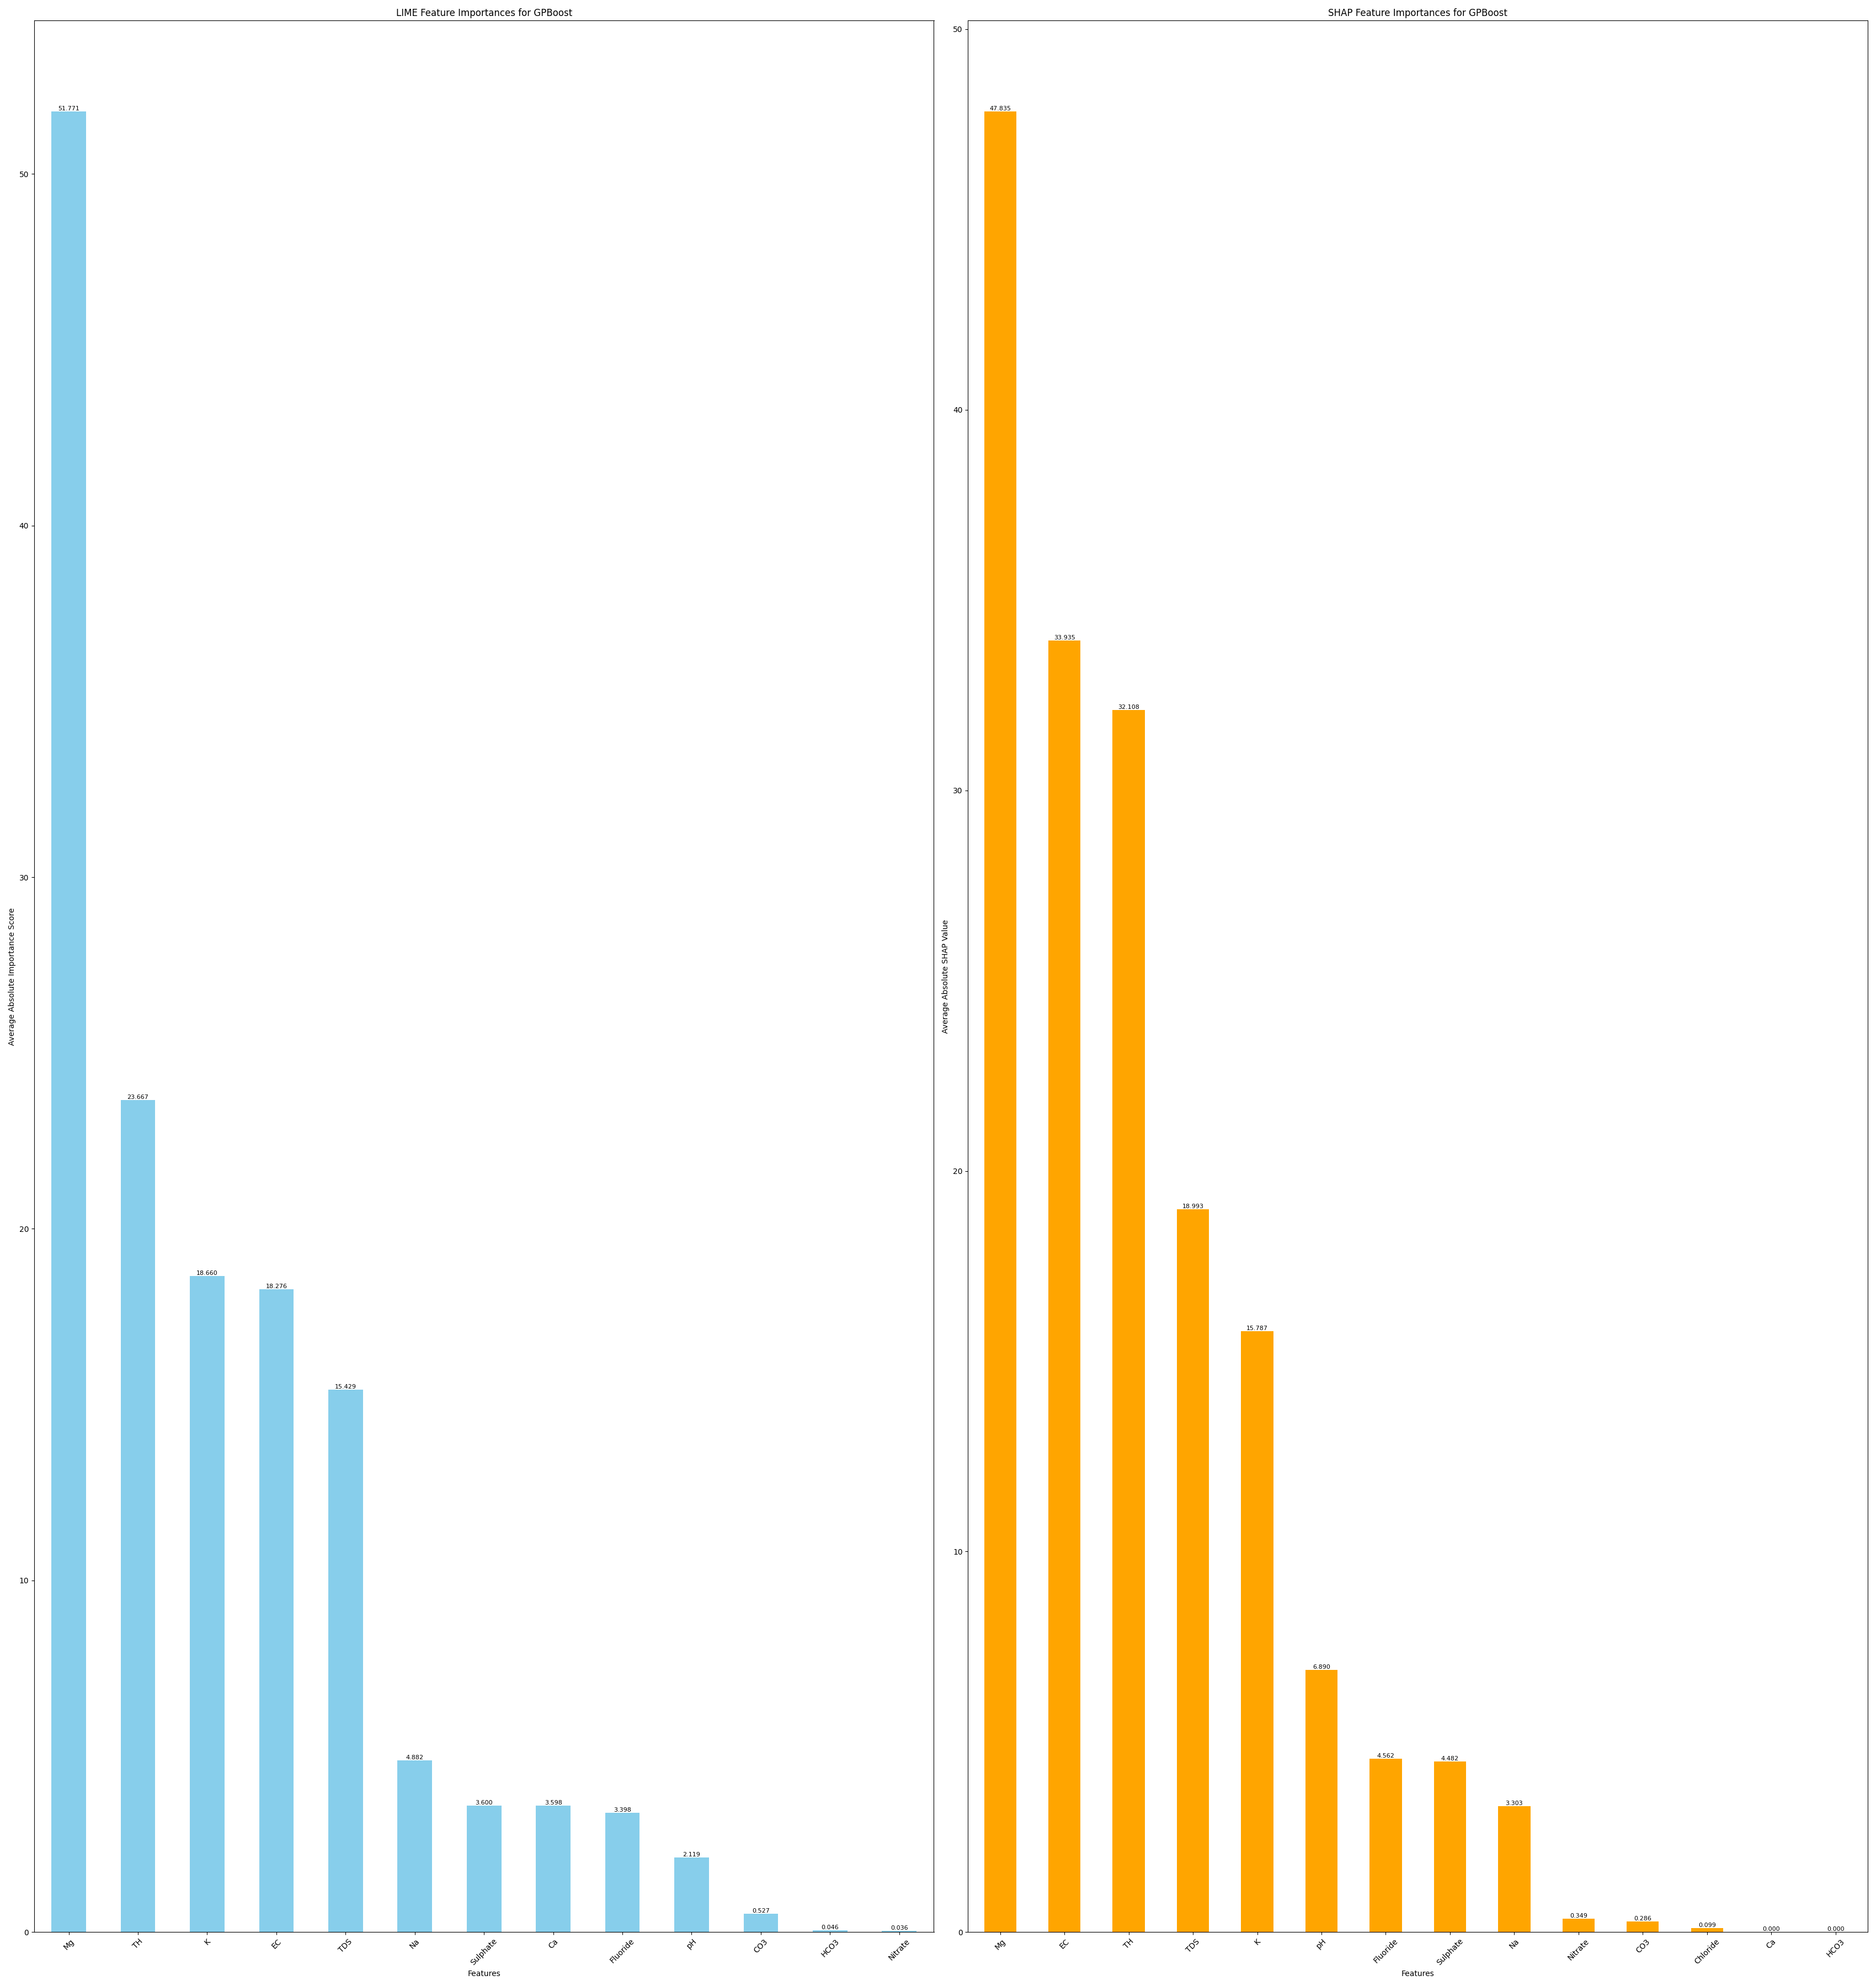 LIME Feature Importances for GPBoost
Average Absolute Importance Score
50
40
30
20
10
0
51.771
23.667
18.660
18.276
15.429
4.882
3.600
3.598
3.398
2.119
0.527
0.046
0.036
Mg
TH
K
EC
TDS
Na
Sulphate
Ca
Fluoride
pH
CO3
HCO3
Nitrate
Features
SHAP Feature Importances for GPBoost
Average Absolute SHAP Value
50
40
30
20
10
0
47.835
33.935
32.108
18.993
15.787
6.890
4.562
4.482
3.303
0.349
0.286
0.099
0.000
0.000
Mg
EC
TH
TDS
K
pH
Fluoride
Sulphate
Na
Nitrate
CO3
Chloride
Ca
HCO3
Features